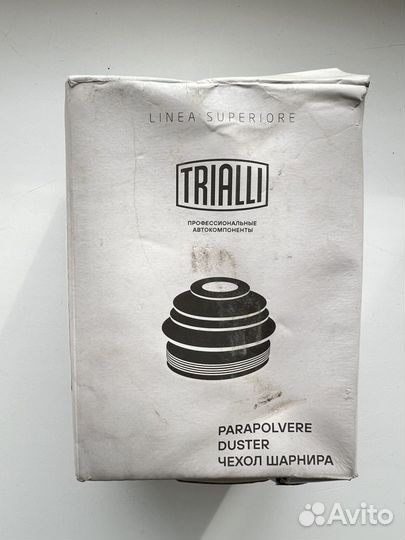 LINEA SUPERIORE
TRIALLI
ПРОФЕССИОНАЛЬНЫЕ
АВТОКОМПОНЕНТЫ
PARAPOLVERE
DUSTER
ЧЕХОЛ ШАРНИРА
Avito